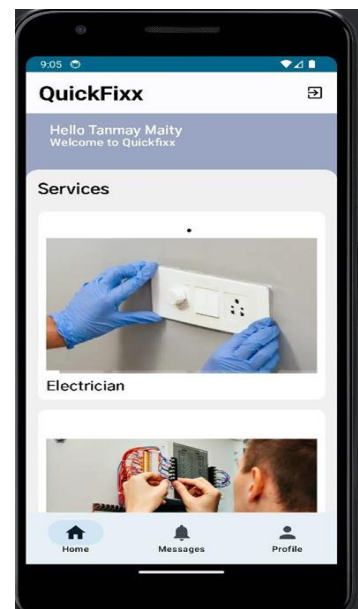 9:05
QuickFixx
Hello Tanmay Maity
Welcome to Quickfixx
Services
Electrician
Home
Messages
Profile